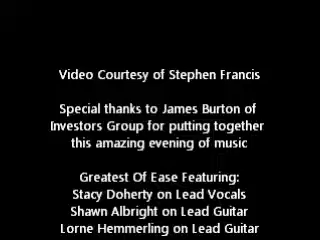 Video Courtesy of Stephen Francis
Special thanks to James Burton of
Investors Group for putting together
this amazing evening of music
Greatest Of Ease Featuring:
Stacy Doherty on Lead Vocals
Shawn Albright on Lead Guitar
Lorne Hemmerling on Lead Guitar